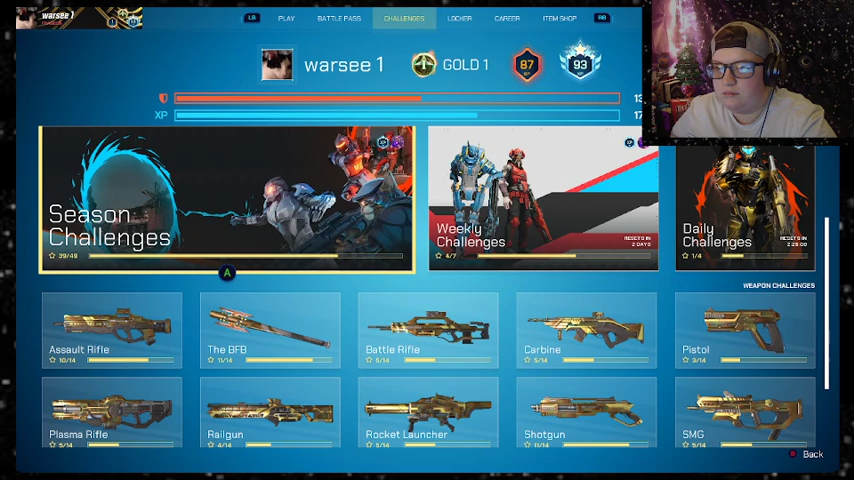 warsee 1
LB PLAY BATTLE PASS CHALLENGES LOCKER CAREER ITEM SHOP RB
warsee 1 GOLD 1 87 93
XP
XP
Season
Challenges
39/49
A
Weekly
Challenges
4/7
RESETS IN
2 DAYS
Daily
Challenges
1/4
RESETS IN
WEAPON CHALLENGES
Assault Rifle
10/14
The BFB
11/14
Battle Rifle
5/14
Carbine
5/14
Pistol
3/14
Plasma Rifle
5/14
Railgun
4/14
Rocket Launcher
5/14
Shotgun
11/14
SMG
5/14
B Back